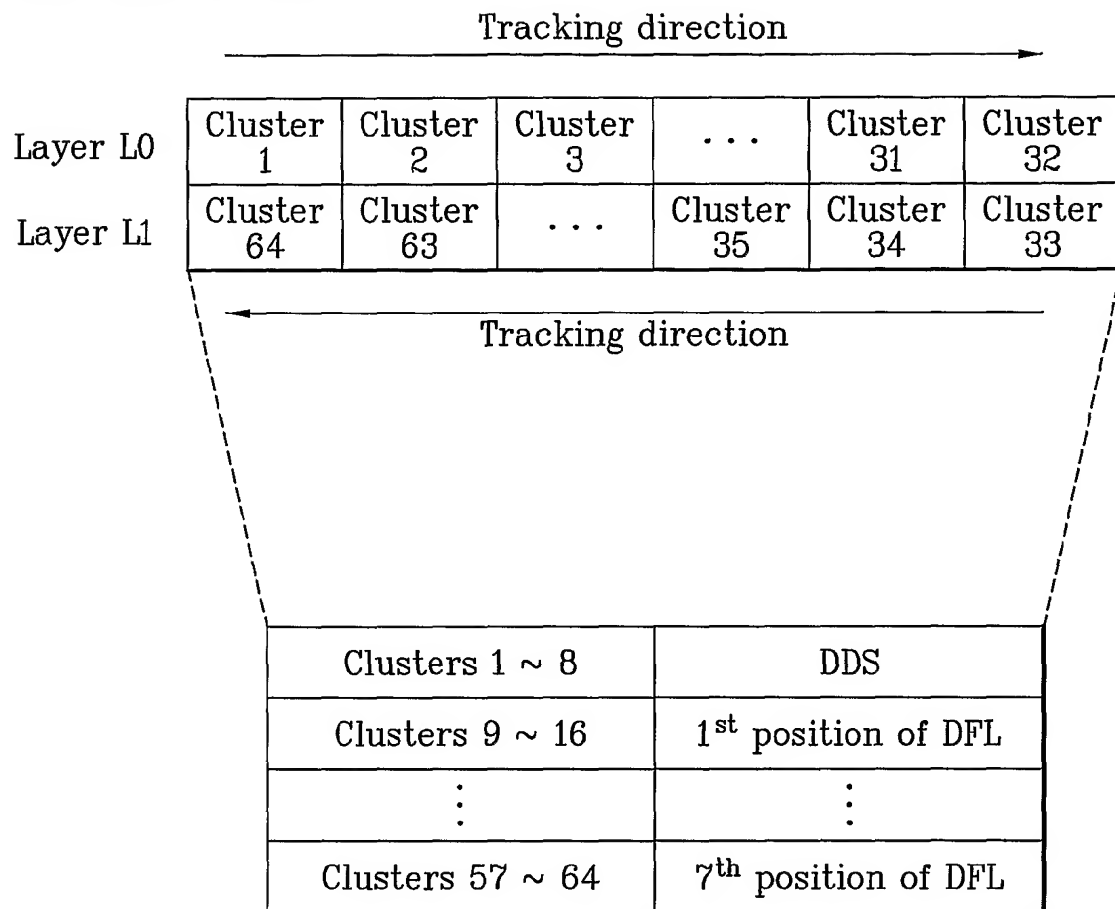 Tracking direction
Layer L0 Cluster 1 Cluster 2 Cluster 3 ... Cluster 31 Cluster 32
Layer L1 Cluster 64 Cluster 63 ... Cluster 35 Cluster 34 Cluster 33
Tracking direction
Clusters 1 ~ 8 DDS
Clusters 9 ~ 16 1st position of DFL
⋮ ⋮
Clusters 57 ~ 64 7th position of DFL